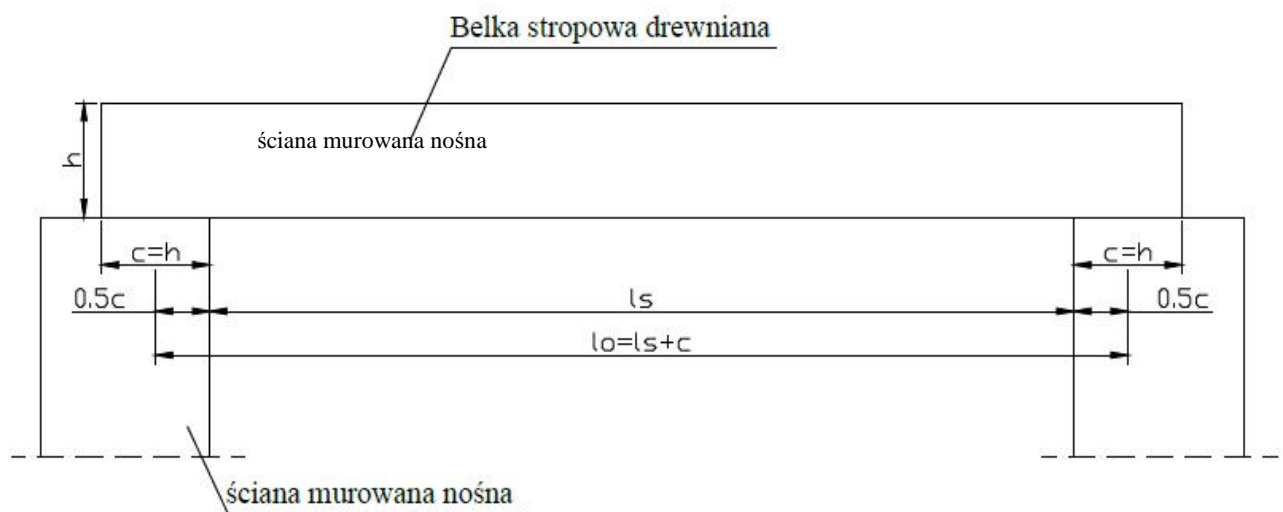 Belka stropowa drewniana
ściana murowana nośna
h
c=h
c=h
0.5c
ls
0.5c
lo=ls+c
ściana murowana nośna